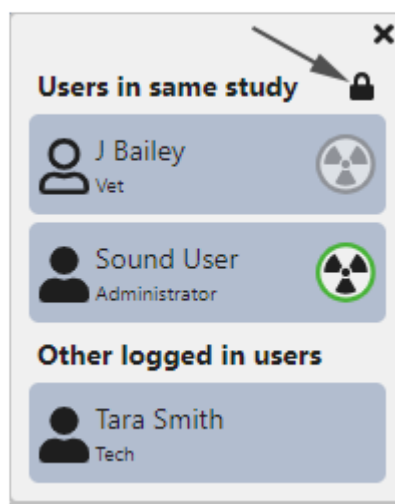 Users in same study
J Bailey
Vet
Sound User
Administrator
Other logged in users
Tara Smith
Tech